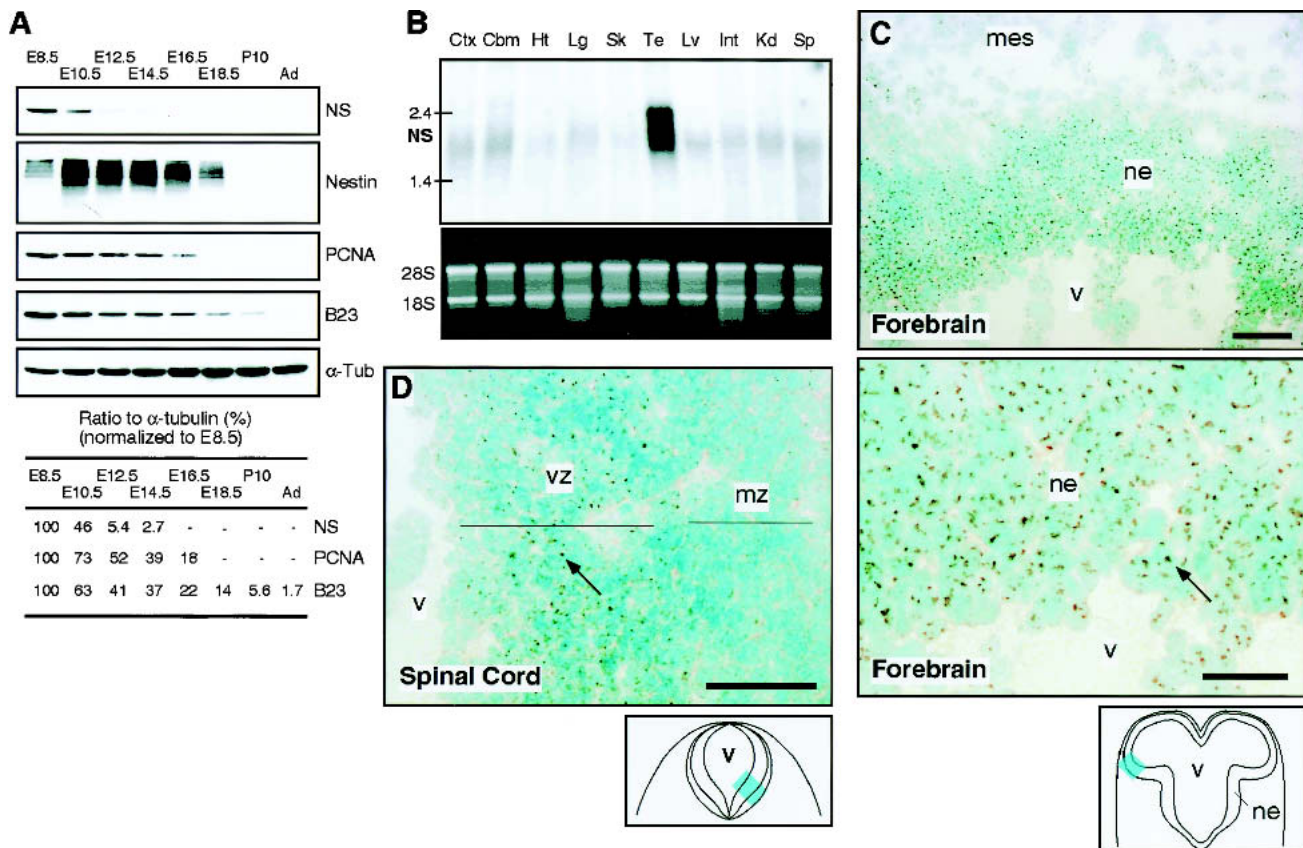 A
E8.5 E12.5 E16.5 P10
E10.5 E14.5 E18.5 Ad
NS
Nestin
PCNA
B23
α-Tub
Ratio to α-tubulin (%)
(normalized to E8.5)
E8.5 E12.5 E16.5 P10
E10.5 E14.5 E18.5 Ad
100 46 5.4 2.7 - - - - NS
100 73 52 39 18 - - - PCNA
100 63 41 37 22 14 5.6 1.7 B23
B
Ctx Cbm Ht Lg Sk Te Lv Int Kd Sp
2.4
NS
1.4
28S
18S
C
mes
ne
v
Forebrain
ne
v
Forebrain
v
ne
D
vz
mz
v
Spinal Cord
v